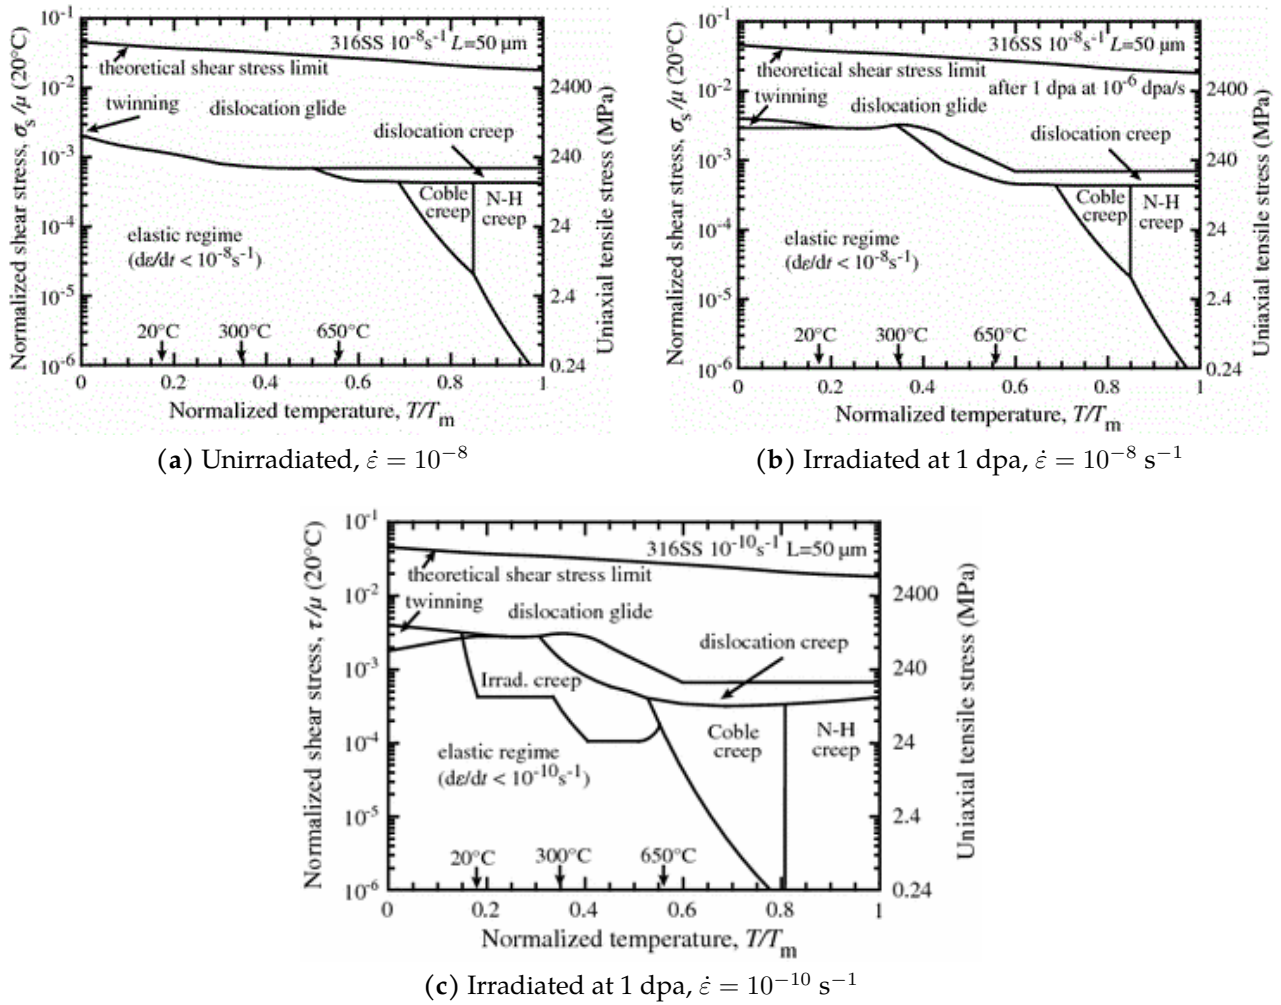 10⁻¹
316SS 10⁻⁸s⁻¹ L=50 µm
theoretical shear stress limit
10⁻²
2400
twinning
dislocation glide
dislocation creep
10⁻³
240
Coble creep
N-H creep
10⁻⁴
24
elastic regime
(dε/dt < 10⁻⁸s⁻¹)
10⁻⁵
2.4
20°C
300°C
650°C
10⁻⁶
0.24
0
0.2
0.4
0.6
0.8
1
Normalized temperature, T/Tm
Normalized shear stress, σs/µ (20°C)
Uniaxial tensile stress (MPa)
(a) Unirradiated, ε̇ = 10⁻⁸
10⁻¹
316SS 10⁻⁸s⁻¹ L=50 µm
theoretical shear stress limit
after 1 dpa at 10⁻⁶ dpa/s
10⁻²
2400
twinning
dislocation glide
dislocation creep
10⁻³
240
Coble creep
N-H creep
10⁻⁴
24
elastic regime
(dε/dt < 10⁻⁸s⁻¹)
10⁻⁵
2.4
20°C
300°C
650°C
10⁻⁶
0.24
0
0.2
0.4
0.6
0.8
1
Normalized temperature, T/Tm
Normalized shear stress, σs/µ (20°C)
Uniaxial tensile stress (MPa)
(b) Irradiated at 1 dpa, ε̇ = 10⁻⁸ s⁻¹
10⁻¹
316SS 10⁻¹⁰s⁻¹ L=50 µm
theoretical shear stress limit
10⁻²
2400
twinning
dislocation glide
dislocation creep
10⁻³
240
Irrad. creep
Coble creep
N-H creep
10⁻⁴
24
elastic regime
(dε/dt < 10⁻¹⁰s⁻¹)
10⁻⁵
2.4
20°C
300°C
650°C
10⁻⁶
0.24
0
0.2
0.4
0.6
0.8
1
Normalized temperature, T/Tm
Normalized shear stress, τ/µ (20°C)
Uniaxial tensile stress (MPa)
(c) Irradiated at 1 dpa, ε̇ = 10⁻¹⁰ s⁻¹